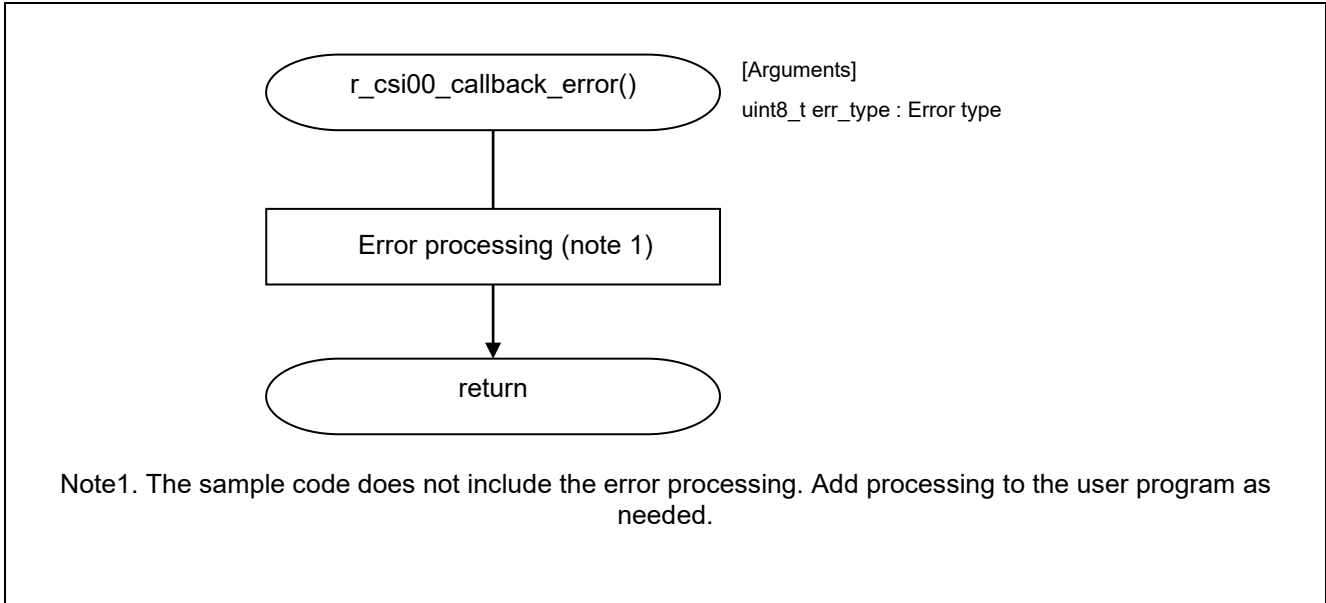 r_csi00_callback_error()
[Arguments]
uint8_t err_type : Error type
Error processing (note 1)
return
Note1. The sample code does not include the error processing. Add processing to the user program as
needed.